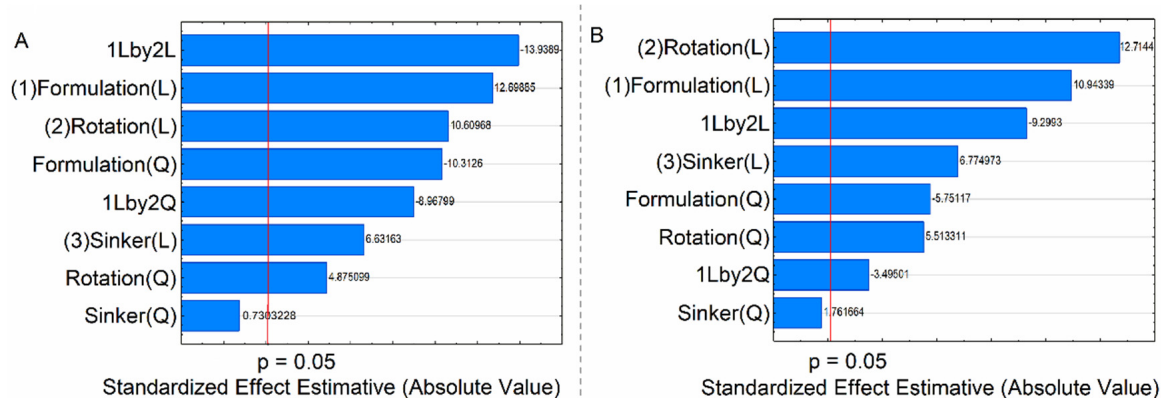 A
1Lby2L
-13.9389
(1)Formulation(L)
12.69865
(2)Rotation(L)
10.60968
Formulation(Q)
-10.3126
1Lby2Q
-8.96799
(3)Sinker(L)
6.63163
Rotation(Q)
4.875099
Sinker(Q)
0.7303228
p = 0.05
Standardized Effect Estimative (Absolute Value)
B
(2)Rotation(L)
12.7144
(1)Formulation(L)
10.94339
1Lby2L
-9.2993
(3)Sinker(L)
6.774973
Formulation(Q)
-5.75117
Rotation(Q)
5.513311
1Lby2Q
-3.49501
Sinker(Q)
1.761664
p = 0.05
Standardized Effect Estimative (Absolute Value)